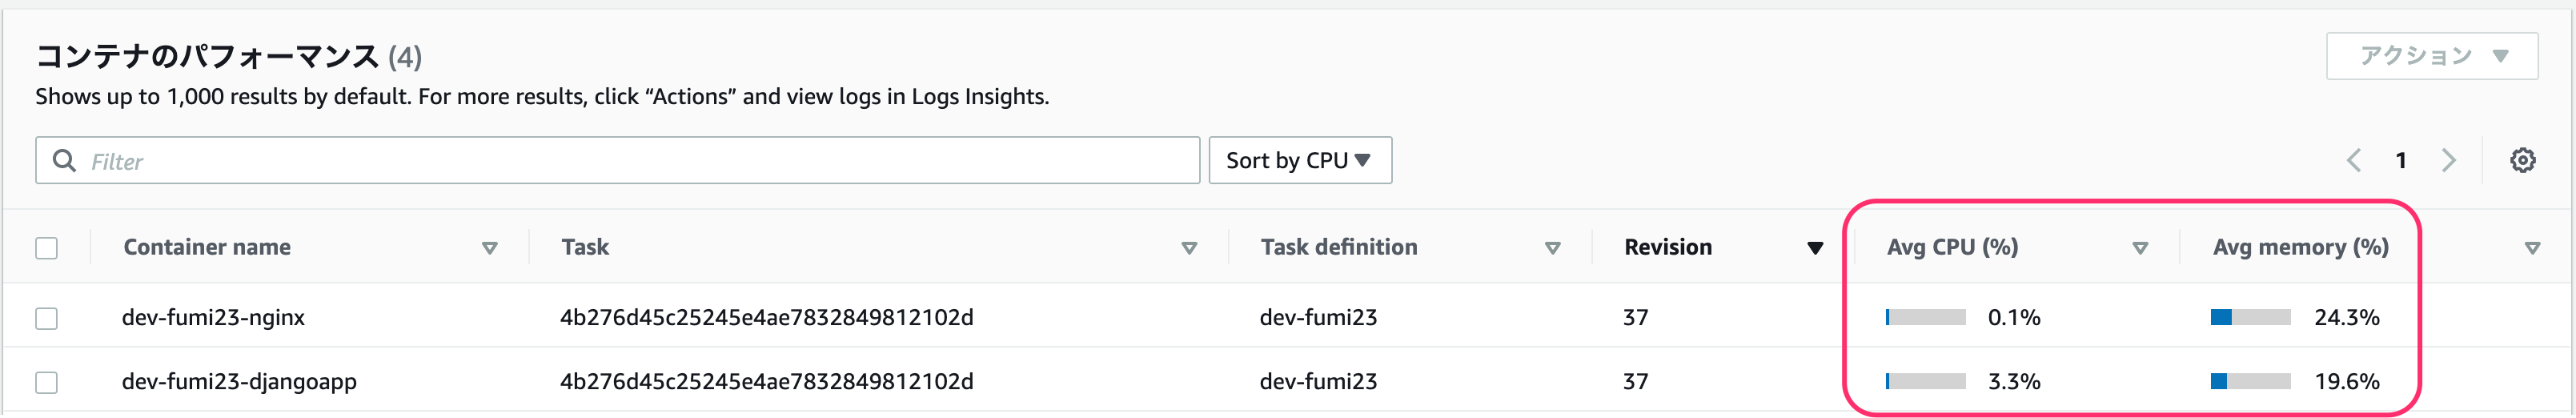 コンテナのパフォーマンス (4)
アクション
Shows up to 1,000 results by default. For more results, click “Actions” and view logs in Logs Insights.
Filter
Sort by CPU
1
Container name Task Task definition Revision Avg CPU (%) Avg memory (%)
dev-fumi23-nginx 4b276d45c25245e4ae7832849812102d dev-fumi23 37 0.1% 24.3%
dev-fumi23-djangoapp 4b276d45c25245e4ae7832849812102d dev-fumi23 37 3.3% 19.6%